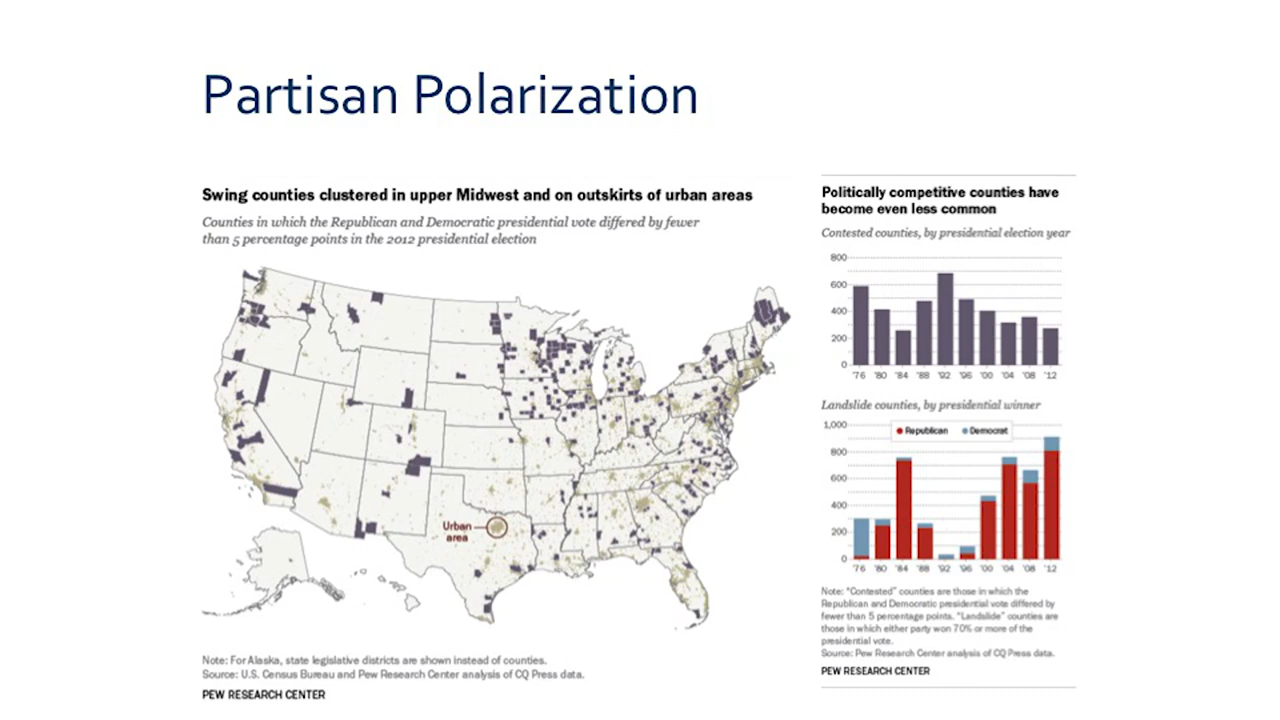 Partisan Polarization
Swing counties clustered in upper Midwest and on outskirts of urban areas
Counties in which the Republican and Democratic presidential vote differed by fewer
than 5 percentage points in the 2012 presidential election
Urban
area
Note: For Alaska, state legislative districts are shown instead of counties.
Source: U.S. Census Bureau and Pew Research Center analysis of CQ Press data.
PEW RESEARCH CENTER
Politically competitive counties have
become even less common
Contested counties, by presidential election year
800
600
400
200
0
'76 '80 '84 '88 '92 '96 '00 '04 '08 '12
Landslide counties, by presidential winner
1,000
Republican Democrat
800
600
400
200
0
'76 '80 '84 '88 '92 '96 '00 '04 '08 '12
Note: "Contested" counties are those in which the
Republican and Democratic presidential vote differed by
fewer than 5 percentage points. "Landslide" counties are
those in which either party won 70% or more of the
presidential vote.
Source: Pew Research Center analysis of CQ Press data.
PEW RESEARCH CENTER